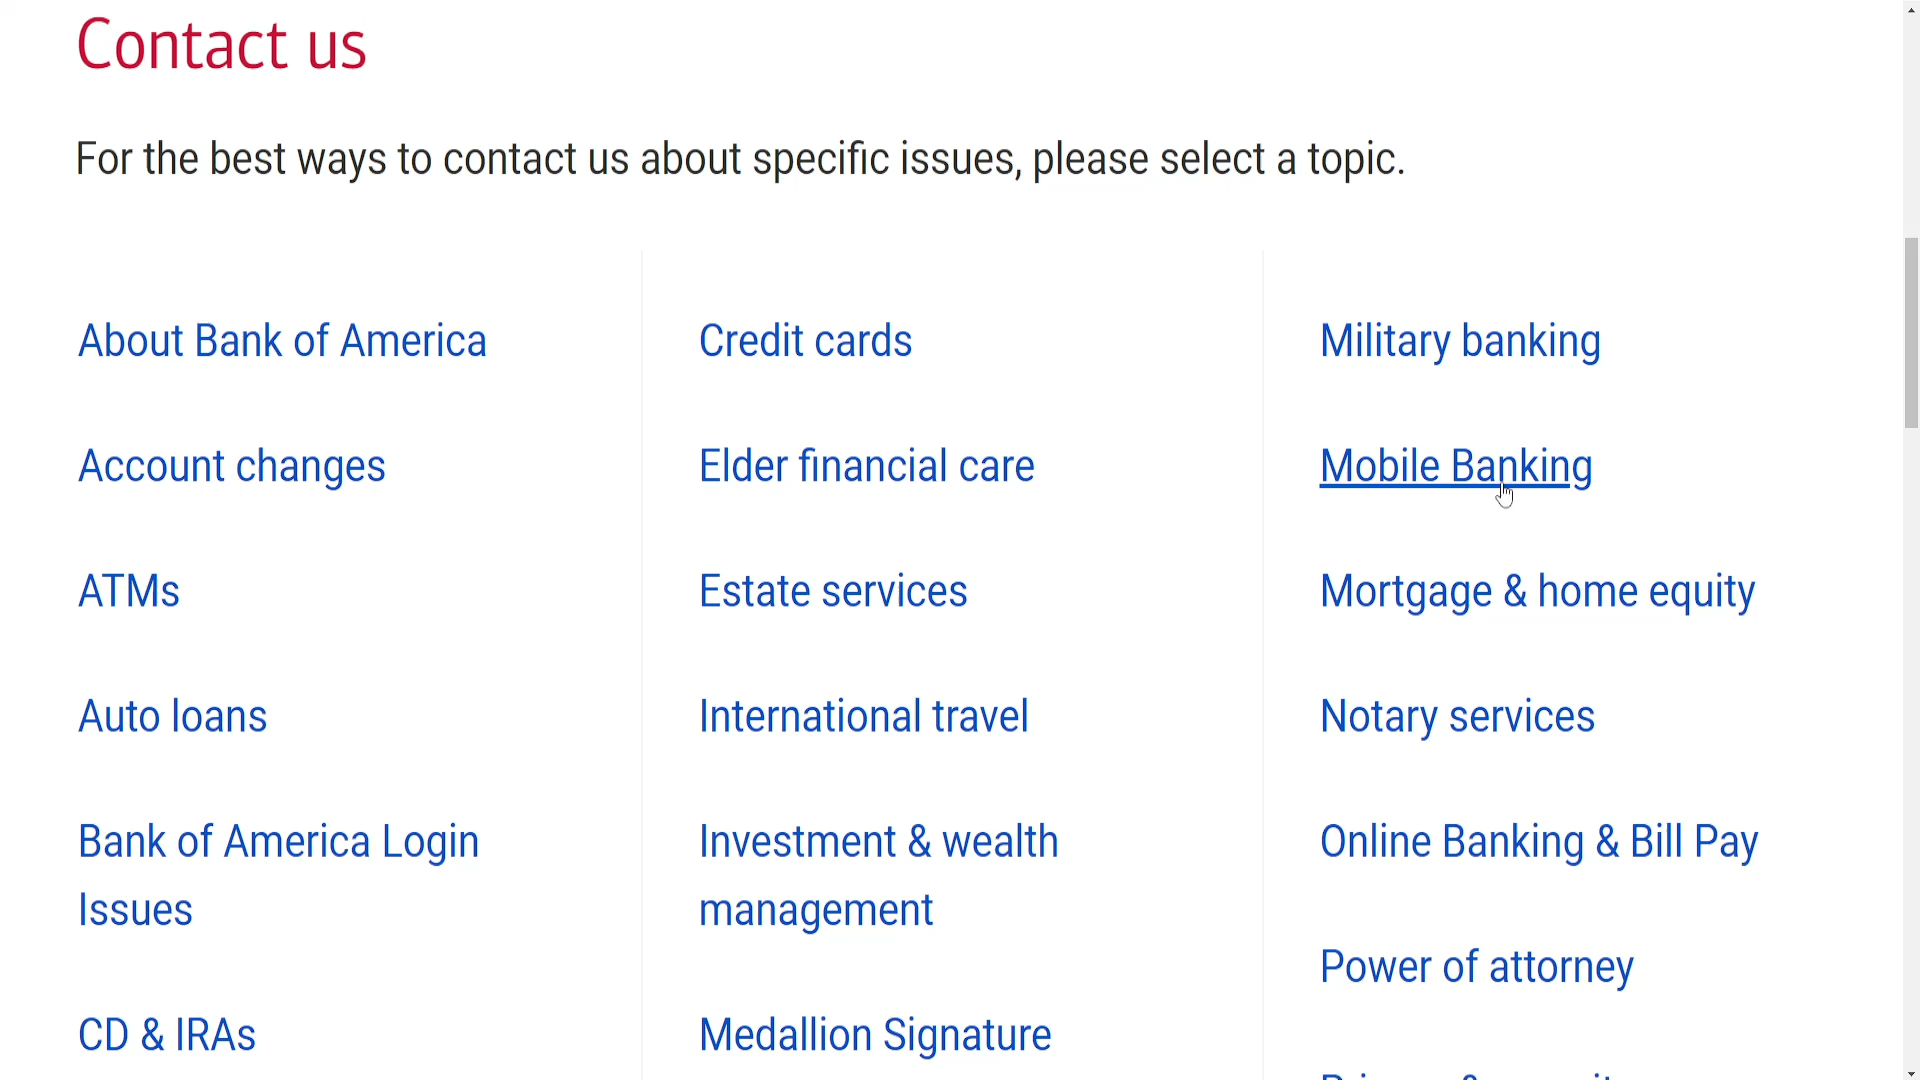 Contact us
For the best ways to contact us about specific issues, please select a topic.
About Bank of America
Account changes
ATMs
Auto loans
Bank of America Login
Issues
CD & IRAs
Credit cards
Elder financial care
Estate services
International travel
Investment & wealth
management
Medallion Signature
Military banking
Mobile Banking
Mortgage & home equity
Notary services
Online Banking & Bill Pay
Power of attorney